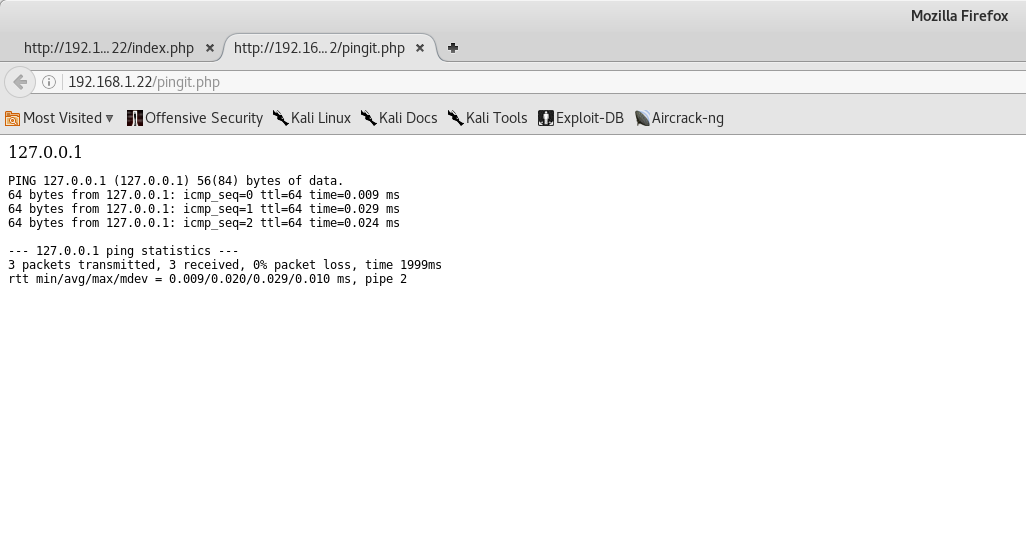 Mozilla Firefox
http://192.1...22/index.php
http://192.16...2/pingit.php
192.168.1.22/pingit.php
Most Visited Offensive Security Kali Linux Kali Docs Kali Tools Exploit-DB Aircrack-ng
127.0.0.1
PING 127.0.0.1 (127.0.0.1) 56(84) bytes of data.
64 bytes from 127.0.0.1: icmp_seq=0 ttl=64 time=0.009 ms
64 bytes from 127.0.0.1: icmp_seq=1 ttl=64 time=0.029 ms
64 bytes from 127.0.0.1: icmp_seq=2 ttl=64 time=0.024 ms
--- 127.0.0.1 ping statistics ---
3 packets transmitted, 3 received, 0% packet loss, time 1999ms
rtt min/avg/max/mdev = 0.009/0.020/0.029/0.010 ms, pipe 2